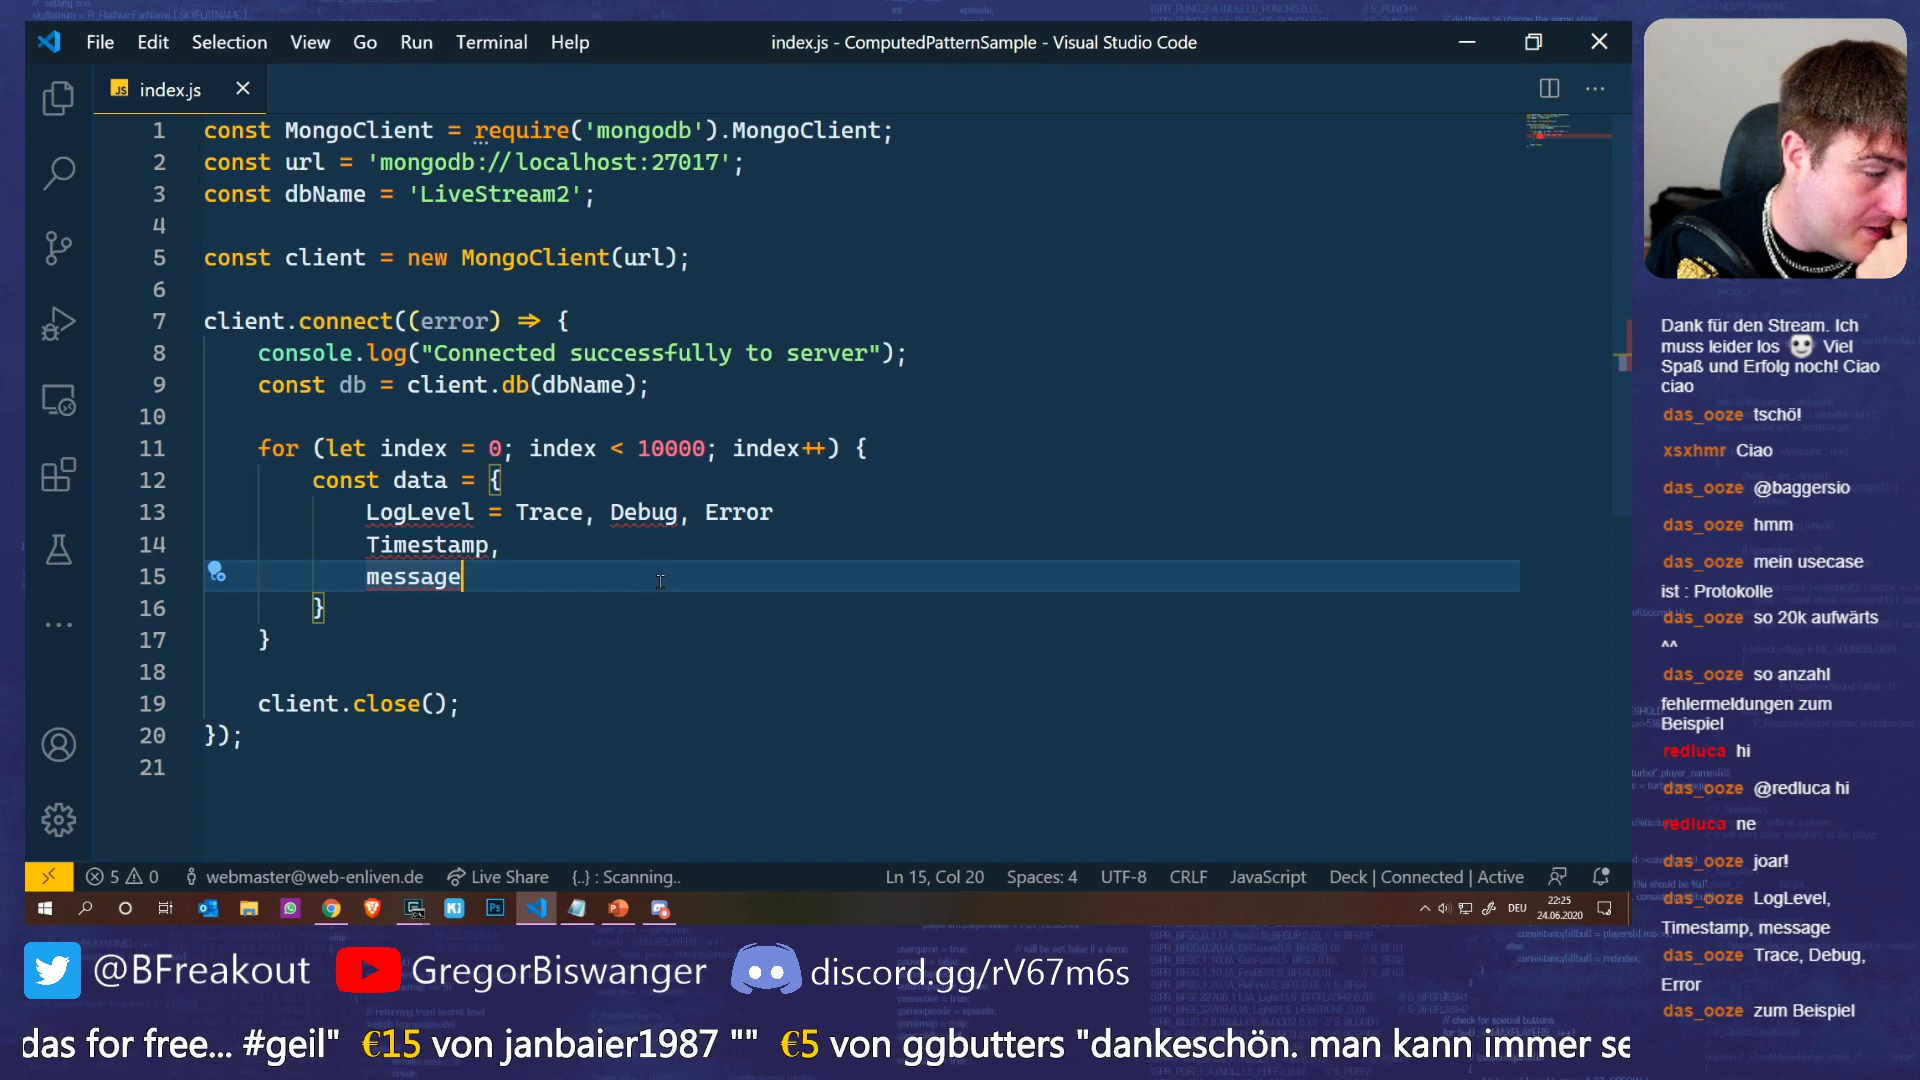 File Edit Selection View Go Run Terminal Help
index.js - ComputedPatternSample - Visual Studio Code
JS index.js
1 const MongoClient = require('mongodb').MongoClient;
2 const url = 'mongodb://localhost:27017';
3 const dbName = 'LiveStream2';
4
5 const client = new MongoClient(url);
6
7 client.connect((error) => {
8 console.log("Connected successfully to server");
9 const db = client.db(dbName);
10
11 for (let index = 0; index < 10000; index++) {
12 const data = {
13 LogLevel = Trace, Debug, Error
14 Timestamp,
15 message
16 }
17 }
18
19 client.close();
20 });
21
5 0 webmaster@web-enliven.de Live Share {..} : Scanning..
Ln 15, Col 20 Spaces: 4 UTF-8 CRLF JavaScript Deck | Connected | Active
DEU
22:25
24.06.2020
Dank für den Stream. Ich
muss leider los Viel
Spaß und Erfolg noch! Ciao
ciao
das_ooze tschö!
xsxhmr Ciao
das_ooze @baggersio
das_ooze hmm
das_ooze mein usecase
ist : Protokolle
das_ooze so 20k aufwärts
^^
das_ooze so anzahl
fehlermeldungen zum
Beispiel
redluca hi
das_ooze @redluca hi
redluca ne
das_ooze joar!
das_ooze LogLevel,
Timestamp, message
das_ooze Trace, Debug,
Error
das_ooze zum Beispiel
@BFreakout GregorBiswanger discord.gg/rV67m6s
das for free... #geil" €15 von janbaier1987 "" €5 von ggbutters "dankeschön. man kann immer se